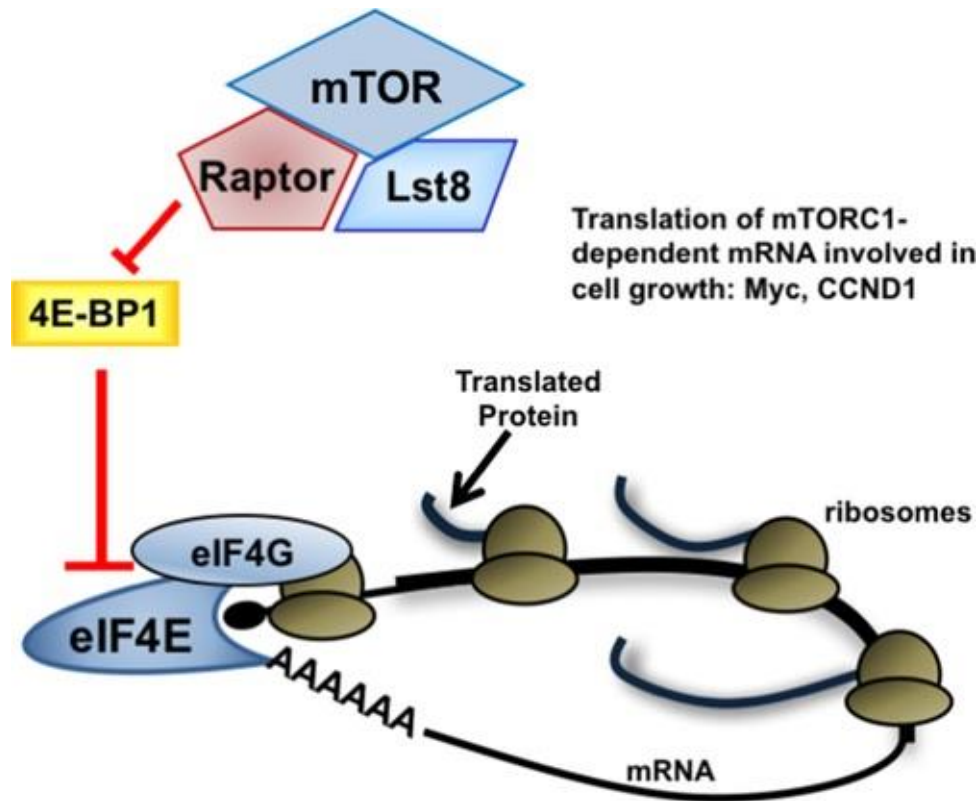 mTOR
Raptor
Lst8
Translation of mTORC1-
dependent mRNA involved in
cell growth: Myc, CCND1
4E-BP1
Translated
Protein
ribosomes
eIF4G
eIF4E
AAAAAA
mRNA